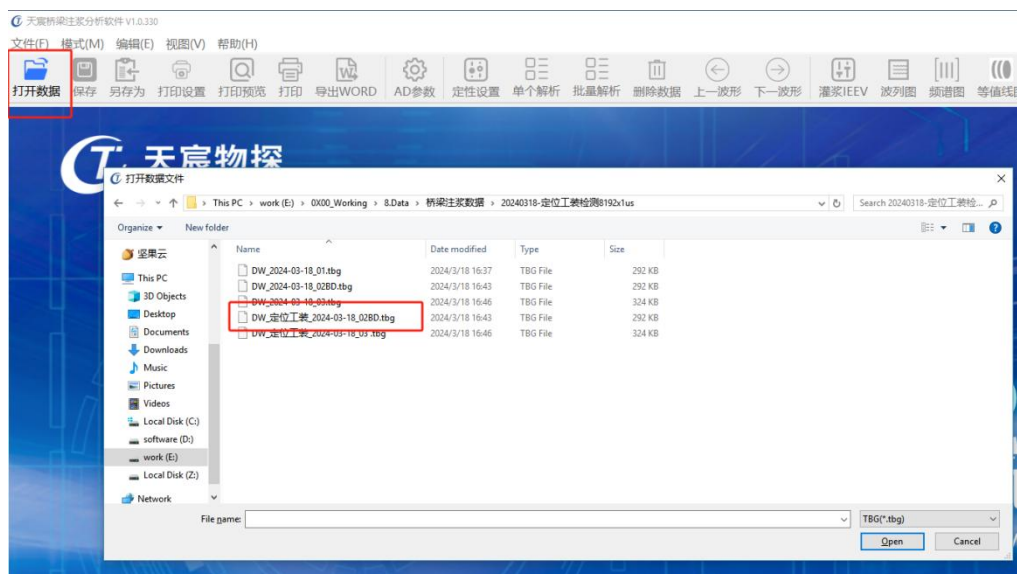 天宸桥梁注浆分析软件 V1.0.330
文件(F) 模式(M) 编辑(E) 视图(V) 帮助(H)
打开数据 保存 另存为 打印设置 打印预览 打印 导出WORD AD参数 定性设置 单个解析 批量解析 删除数据 上一波形 下一波形 灌浆IEEV 波列图 频谱图 等值线
天宸物探
打开数据文件
This PC › work (E:) › 0X00_Working › 8.Data › 桥梁注浆数据 › 20240318-定位工装检测8192x1us
Search 20240318-定位工装检...
Organize New folder
Name Date modified Type Size
坚果云
This PC
3D Objects
Desktop
Documents
Downloads
Music
Pictures
Videos
Local Disk (C:)
software (D:)
work (E:)
Local Disk (Z:)
Network
DW_2024-03-18_01.tbg 2024/3/18 16:37 TBG File 292 KB
DW_2024-03-18_02BD.tbg 2024/3/18 16:43 TBG File 292 KB
DW_2024-03-18_03.tbg 2024/3/18 16:46 TBG File 324 KB
DW_定位工装_2024-03-18_02BD.tbg 2024/3/18 16:43 TBG File 292 KB
DW_定位工装_2024-03-18_03 .tbg 2024/3/18 16:46 TBG File 324 KB
File name: TBG(*.tbg)
Open Cancel